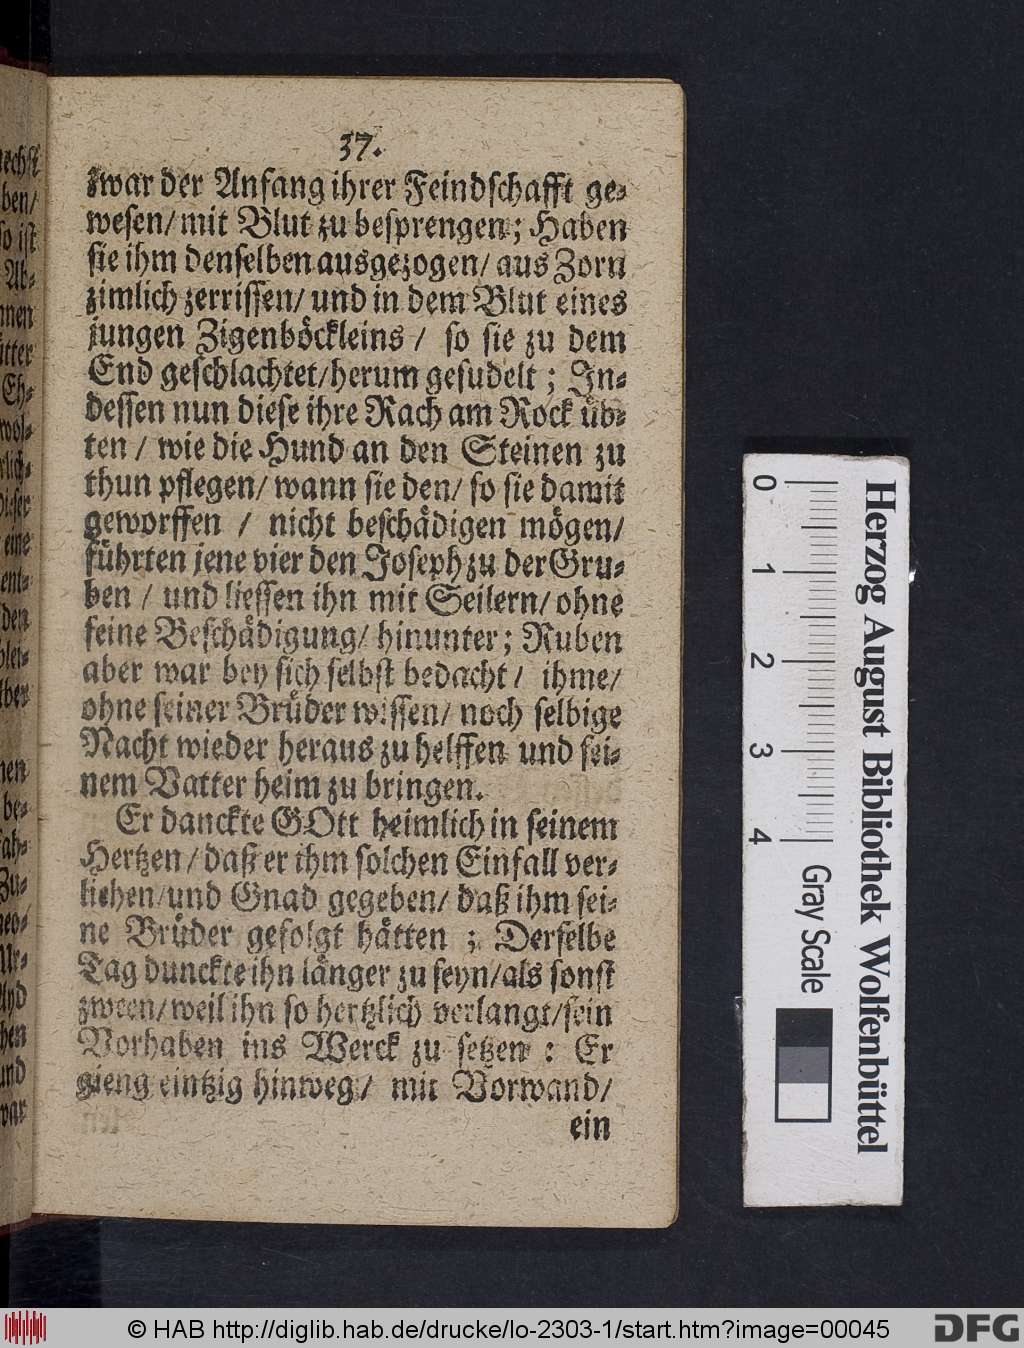 37.
zwar der Anfang ihrer Feindschafft ge-
wesen/ mit Blut zu besprengen; Haben
sie ihm denselben ausgezogen/ aus Zorn
zimlich zerrissen/ und in dem Blut eines
jungen Zigenböckleins / so sie zu dem
End geschlachtet/ herum gesudelt ; In-
dessen nun diese ihre Rach am Rock üb-
ten / wie die Hund an den Steinen zu
thun pflegen/ wann sie den/ so sie damit
geworffen / nicht beschädigen mögen/
führten jene vier den Joseph zu der Gru-
ben / und liessen ihn mit Seilern/ ohne
seine Beschädigung/ hinunter; Ruben
aber war bey sich selbst bedacht / ihme/
ohne seiner Brüder wissen/ noch selbige
Nacht wieder heraus zu helffen und sei-
nem Vatter heim zu bringen.
Er danckte GOtt heimlich in seinem
Hertzen / daß er ihm solchen Einfall ver-
liehen/ und Gnad gegeben/ daß ihm sei-
ne Brüder gefolgt hätten ; Derselbe
Tag dunckte ihn länger zu seyn/ als sonst
zween/ weil ihn so hertzlich verlangt/ sein
Vorhaben ins Werck zu setzen : Er
gieng eintzig hinweg/ mit Vorwand/
ein
0 1 2 3 4
Gray Scale
Herzog August Bibliothek Wolfenbüttel
© HAB http://diglib.hab.de/drucke/lo-2303-1/start.htm?image=00045
DFG